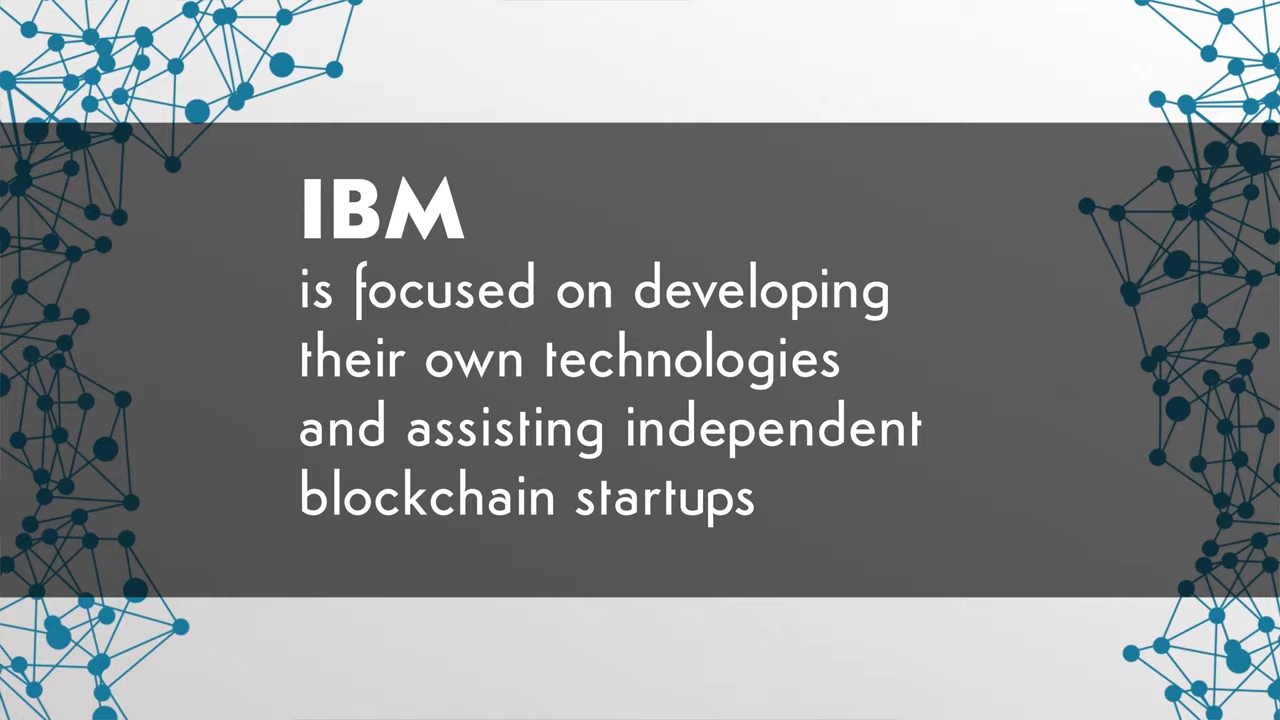 IBM
is focused on developing
their own technologies
and assisting independent
blockchain startups